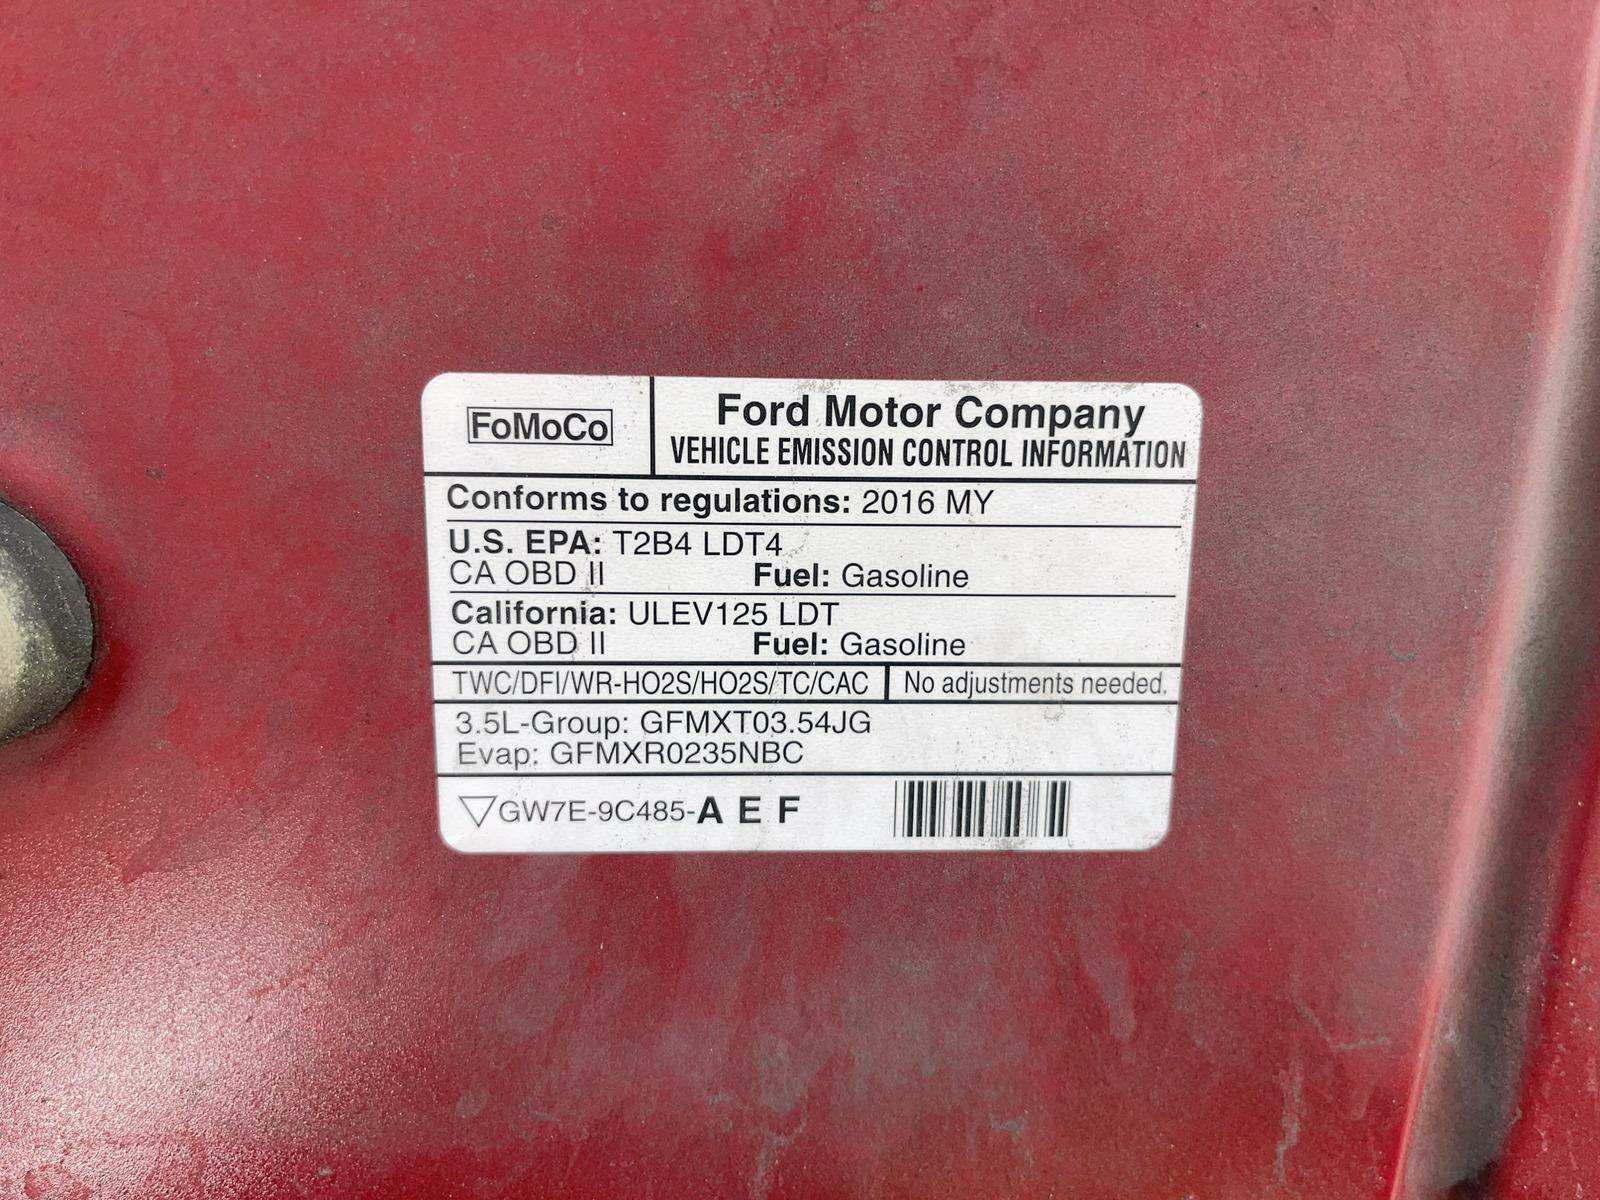 FoMoCo
Ford Motor Company
VEHICLE EMISSION CONTROL INFORMATION
Conforms to regulations: 2016 MY
U.S. EPA: T2B4 LDT4
CA OBD II Fuel: Gasoline
California: ULEV125 LDT
CA OBD II Fuel: Gasoline
TWC/DFI/WR-HO2S/HO2S/TC/CAC No adjustments needed.
3.5L-Group: GFMXT03.54JG
Evap: GFMXR0235NBC
GW7E-9C485-A E F